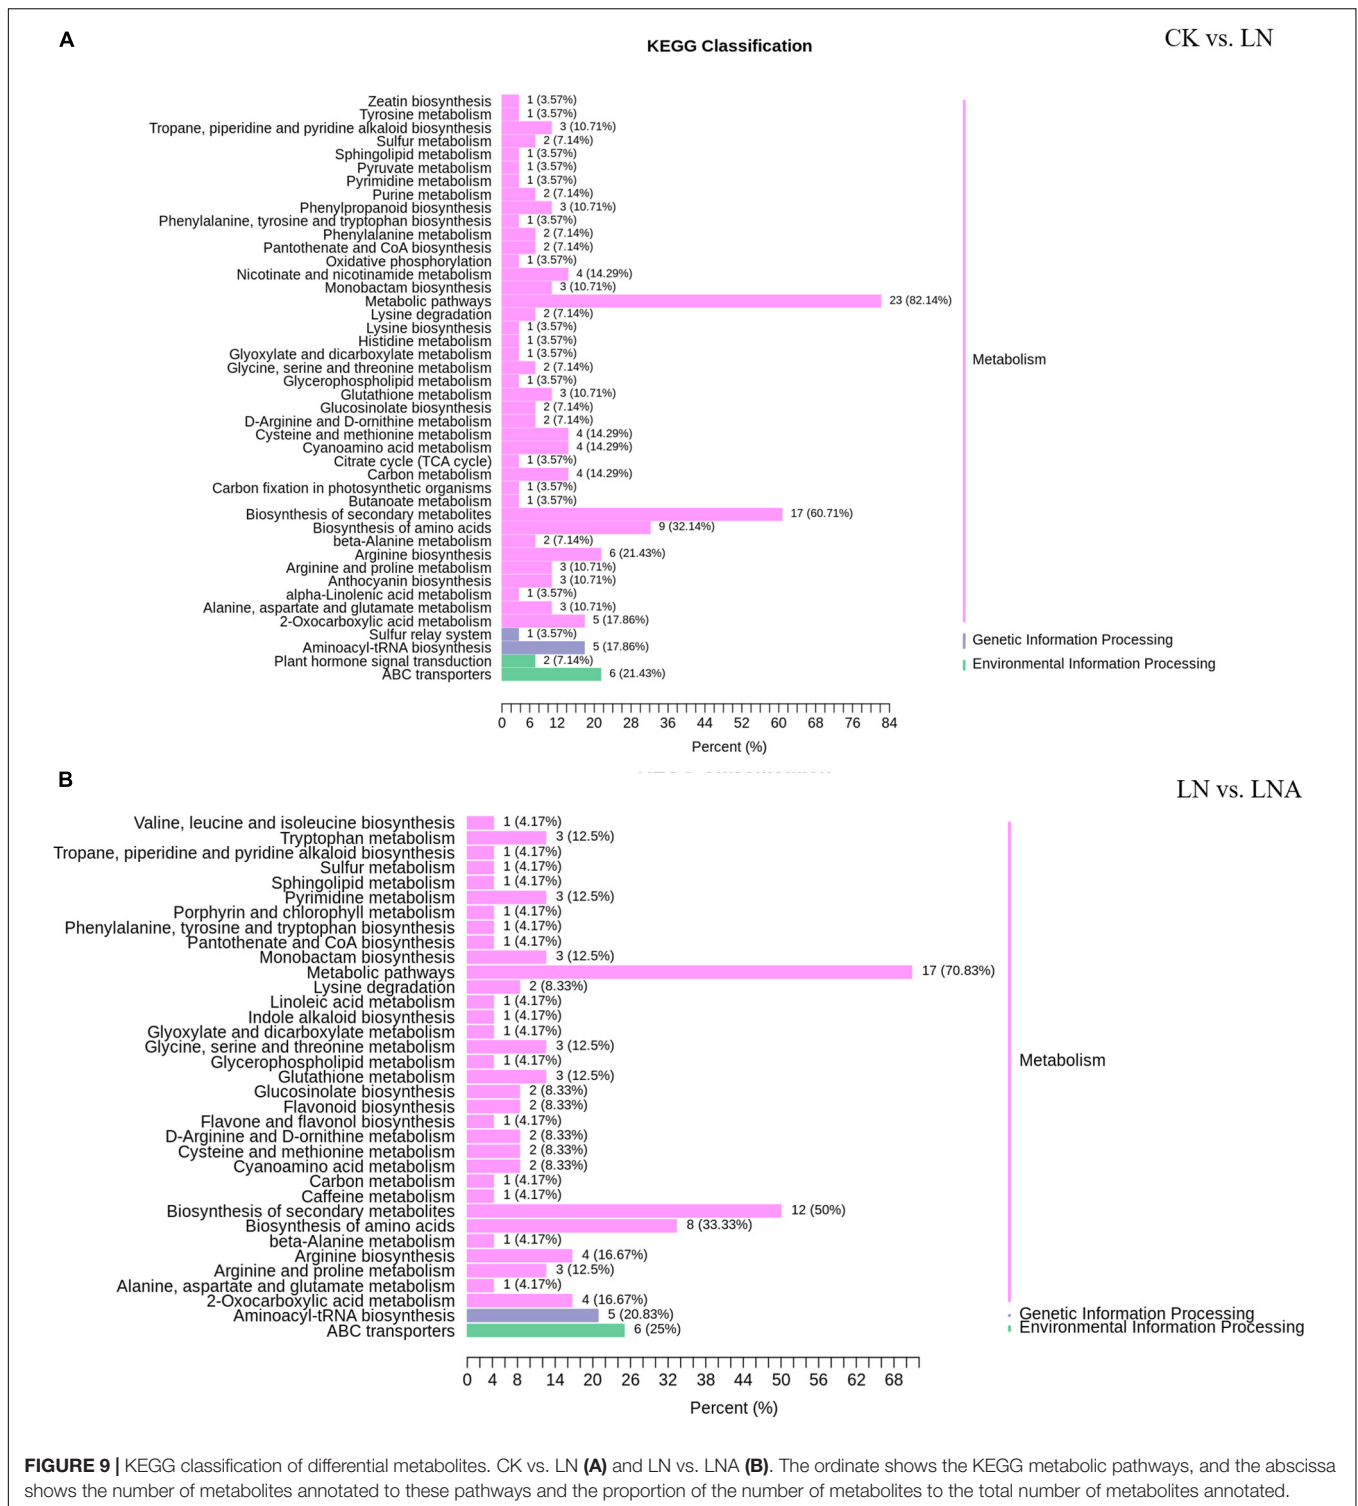 A
KEGG Classification
CK vs. LN
Zeatin biosynthesis 1 (3.57%)
Tyrosine metabolism 1 (3.57%)
Tropane, piperidine and pyridine alkaloid biosynthesis 3 (10.71%)
Sulfur metabolism 2 (7.14%)
Sphingolipid metabolism 1 (3.57%)
Pyruvate metabolism 1 (3.57%)
Pyrimidine metabolism 1 (3.57%)
Purine metabolism 2 (7.14%)
Phenylpropanoid biosynthesis 3 (10.71%)
Phenylalanine, tyrosine and tryptophan biosynthesis 1 (3.57%)
Phenylalanine metabolism 2 (7.14%)
Pantothenate and CoA biosynthesis 2 (7.14%)
Oxidative phosphorylation 1 (3.57%)
Nicotinate and nicotinamide metabolism 4 (14.29%)
Monobactam biosynthesis 3 (10.71%)
Metabolic pathways 23 (82.14%)
Lysine degradation 2 (7.14%)
Lysine biosynthesis 1 (3.57%)
Histidine metabolism 1 (3.57%)
Glyoxylate and dicarboxylate metabolism 1 (3.57%)
Metabolism
Glycine, serine and threonine metabolism 2 (7.14%)
Glycerophospholipid metabolism 1 (3.57%)
Glutathione metabolism 3 (10.71%)
Glucosinolate biosynthesis 2 (7.14%)
D-Arginine and D-ornithine metabolism 2 (7.14%)
Cysteine and methionine metabolism 4 (14.29%)
Cyanoamino acid metabolism 4 (14.29%)
Citrate cycle (TCA cycle) 1 (3.57%)
Carbon metabolism 4 (14.29%)
Carbon fixation in photosynthetic organisms 1 (3.57%)
Butanoate metabolism 1 (3.57%)
Biosynthesis of secondary metabolites 17 (60.71%)
Biosynthesis of amino acids 9 (32.14%)
beta-Alanine metabolism 2 (7.14%)
Arginine biosynthesis 6 (21.43%)
Arginine and proline metabolism 3 (10.71%)
Anthocyanin biosynthesis 3 (10.71%)
alpha-Linolenic acid metabolism 1 (3.57%)
Alanine, aspartate and glutamate metabolism 3 (10.71%)
2-Oxocarboxylic acid metabolism 5 (17.86%)
Sulfur relay system 1 (3.57%)
Genetic Information Processing
Aminoacyl-tRNA biosynthesis 5 (17.86%)
Plant hormone signal transduction 2 (7.14%)
Environmental Information Processing
ABC transporters 6 (21.43%)
0 6 12 20 28 36 44 52 60 68 76 84
Percent (%)
B
LN vs. LNA
Valine, leucine and isoleucine biosynthesis 1 (4.17%)
Tryptophan metabolism 3 (12.5%)
Tropane, piperidine and pyridine alkaloid biosynthesis 1 (4.17%)
Sulfur metabolism 1 (4.17%)
Sphingolipid metabolism 1 (4.17%)
Pyrimidine metabolism 3 (12.5%)
Porphyrin and chlorophyll metabolism 1 (4.17%)
Phenylalanine, tyrosine and tryptophan biosynthesis 1 (4.17%)
Pantothenate and CoA biosynthesis 1 (4.17%)
Monobactam biosynthesis 3 (12.5%)
Metabolic pathways 17 (70.83%)
Lysine degradation 2 (8.33%)
Linoleic acid metabolism 1 (4.17%)
Indole alkaloid biosynthesis 1 (4.17%)
Glyoxylate and dicarboxylate metabolism 1 (4.17%)
Glycine, serine and threonine metabolism 3 (12.5%)
Glycerophospholipid metabolism 1 (4.17%)
Metabolism
Glutathione metabolism 3 (12.5%)
Glucosinolate biosynthesis 2 (8.33%)
Flavonoid biosynthesis 2 (8.33%)
Flavone and flavonol biosynthesis 1 (4.17%)
D-Arginine and D-ornithine metabolism 2 (8.33%)
Cysteine and methionine metabolism 2 (8.33%)
Cyanoamino acid metabolism 2 (8.33%)
Carbon metabolism 1 (4.17%)
Caffeine metabolism 1 (4.17%)
Biosynthesis of secondary metabolites 12 (50%)
Biosynthesis of amino acids 8 (33.33%)
beta-Alanine metabolism 1 (4.17%)
Arginine biosynthesis 4 (16.67%)
Arginine and proline metabolism 3 (12.5%)
Alanine, aspartate and glutamate metabolism 1 (4.17%)
2-Oxocarboxylic acid metabolism 4 (16.67%)
Aminoacyl-tRNA biosynthesis 5 (20.83%)
Genetic Information Processing
ABC transporters 6 (25%)
Environmental Information Processing
0 4 8 14 20 26 32 38 44 50 56 62 68
Percent (%)
FIGURE 9 | KEGG classification of differential metabolites. CK vs. LN (A) and LN vs. LNA (B). The ordinate shows the KEGG metabolic pathways, and the abscissa
shows the number of metabolites annotated to these pathways and the proportion of the number of metabolites to the total number of metabolites annotated.